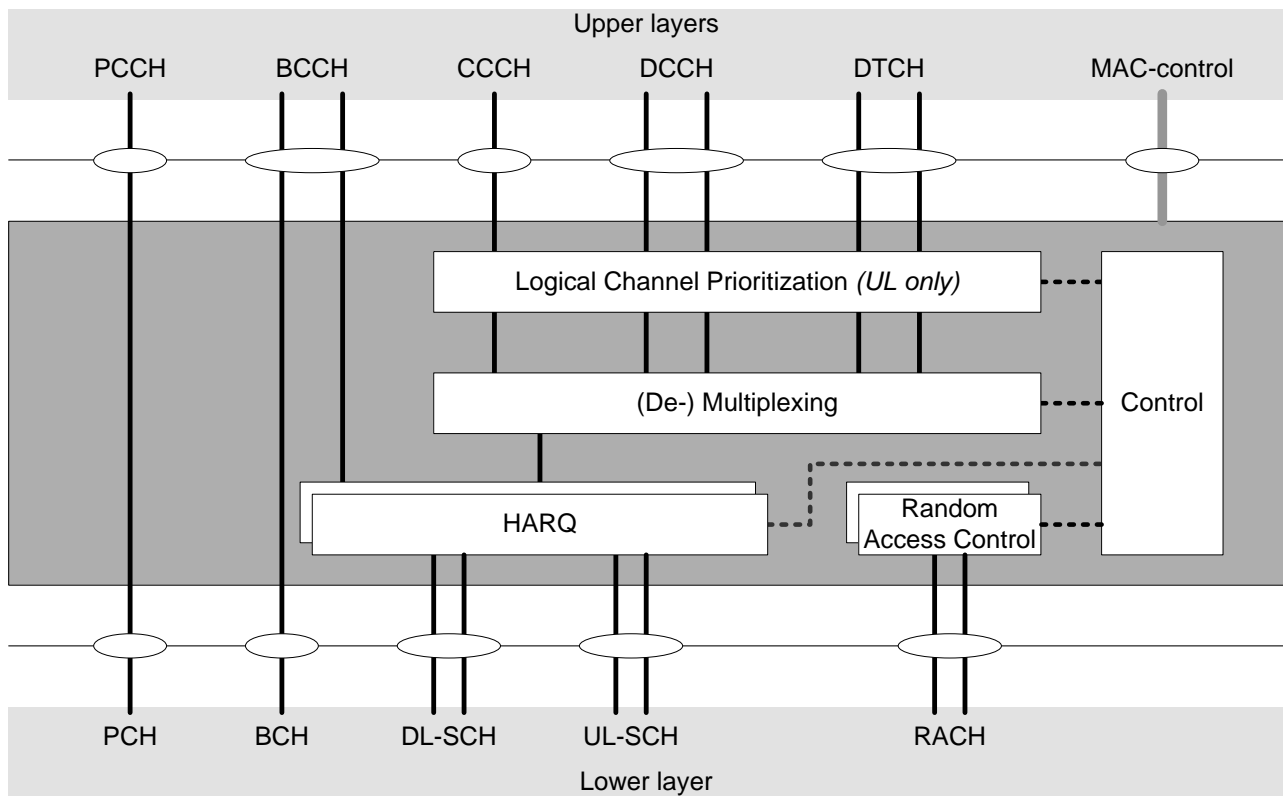 Upper layers
PCCH BCCH CCCH DCCH DTCH MAC-control
Logical Channel Prioritization (UL only)
(De-) Multiplexing
Control
HARQ
Random
Access Control
PCH BCH DL-SCH UL-SCH RACH
Lower layer